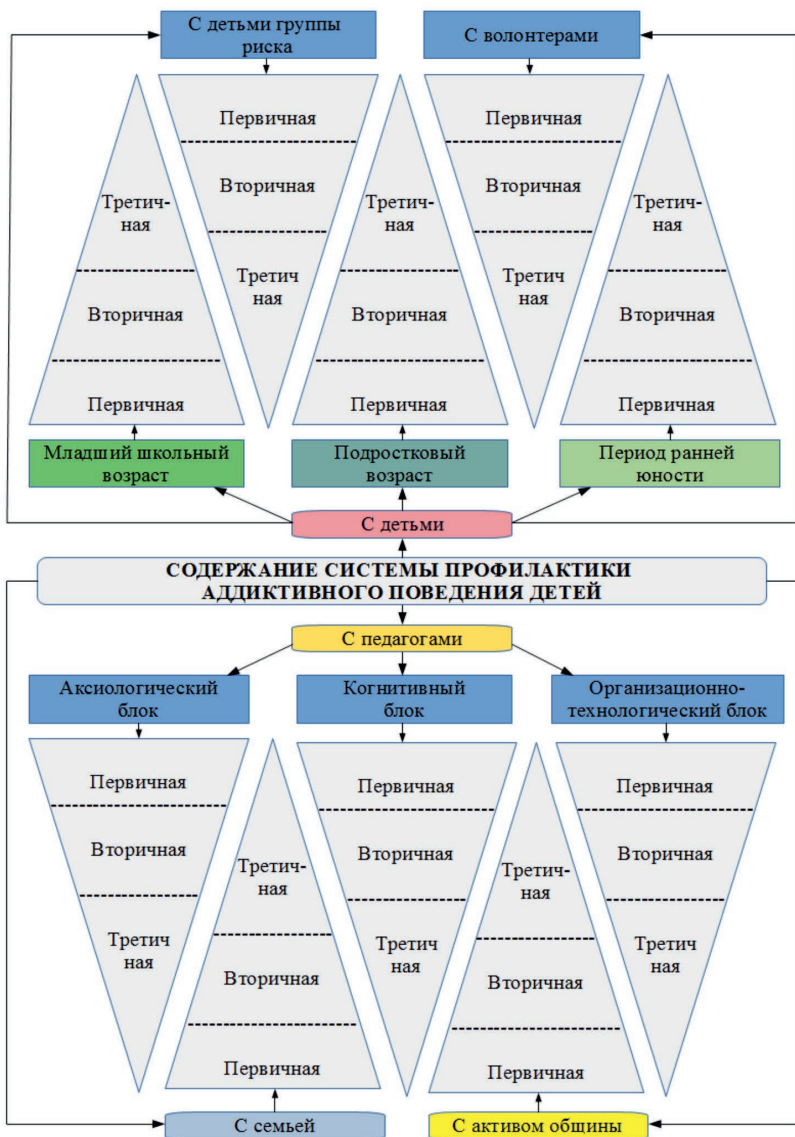 С детьми группы
риска
С волонтерами
Первичная
Вторичная
Третич
ная
Первичная
Вторичная
Третич
ная
Третич-
ная
Вторичная
Первичная
Третич-
ная
Вторичная
Первичная
Третич-
ная
Вторичная
Первичная
Младший школьный
возраст
Подростковый
возраст
Период ранней
юности
С детьми
СОДЕРЖАНИЕ СИСТЕМЫ ПРОФИЛАКТИКИ
АДДИКТИВНОГО ПОВЕДЕНИЯ ДЕТЕЙ
С педагогами
Аксиологический
блок
Когнитивный
блок
Организационно-
технологический блок
Первичная
Вторичная
Третич
ная
Первичная
Вторичная
Третич
ная
Первичная
Вторичная
Третич
ная
Третич-
ная
Вторичная
Первичная
Третич-
ная
Вторичная
Первичная
С семьей
С активом общины